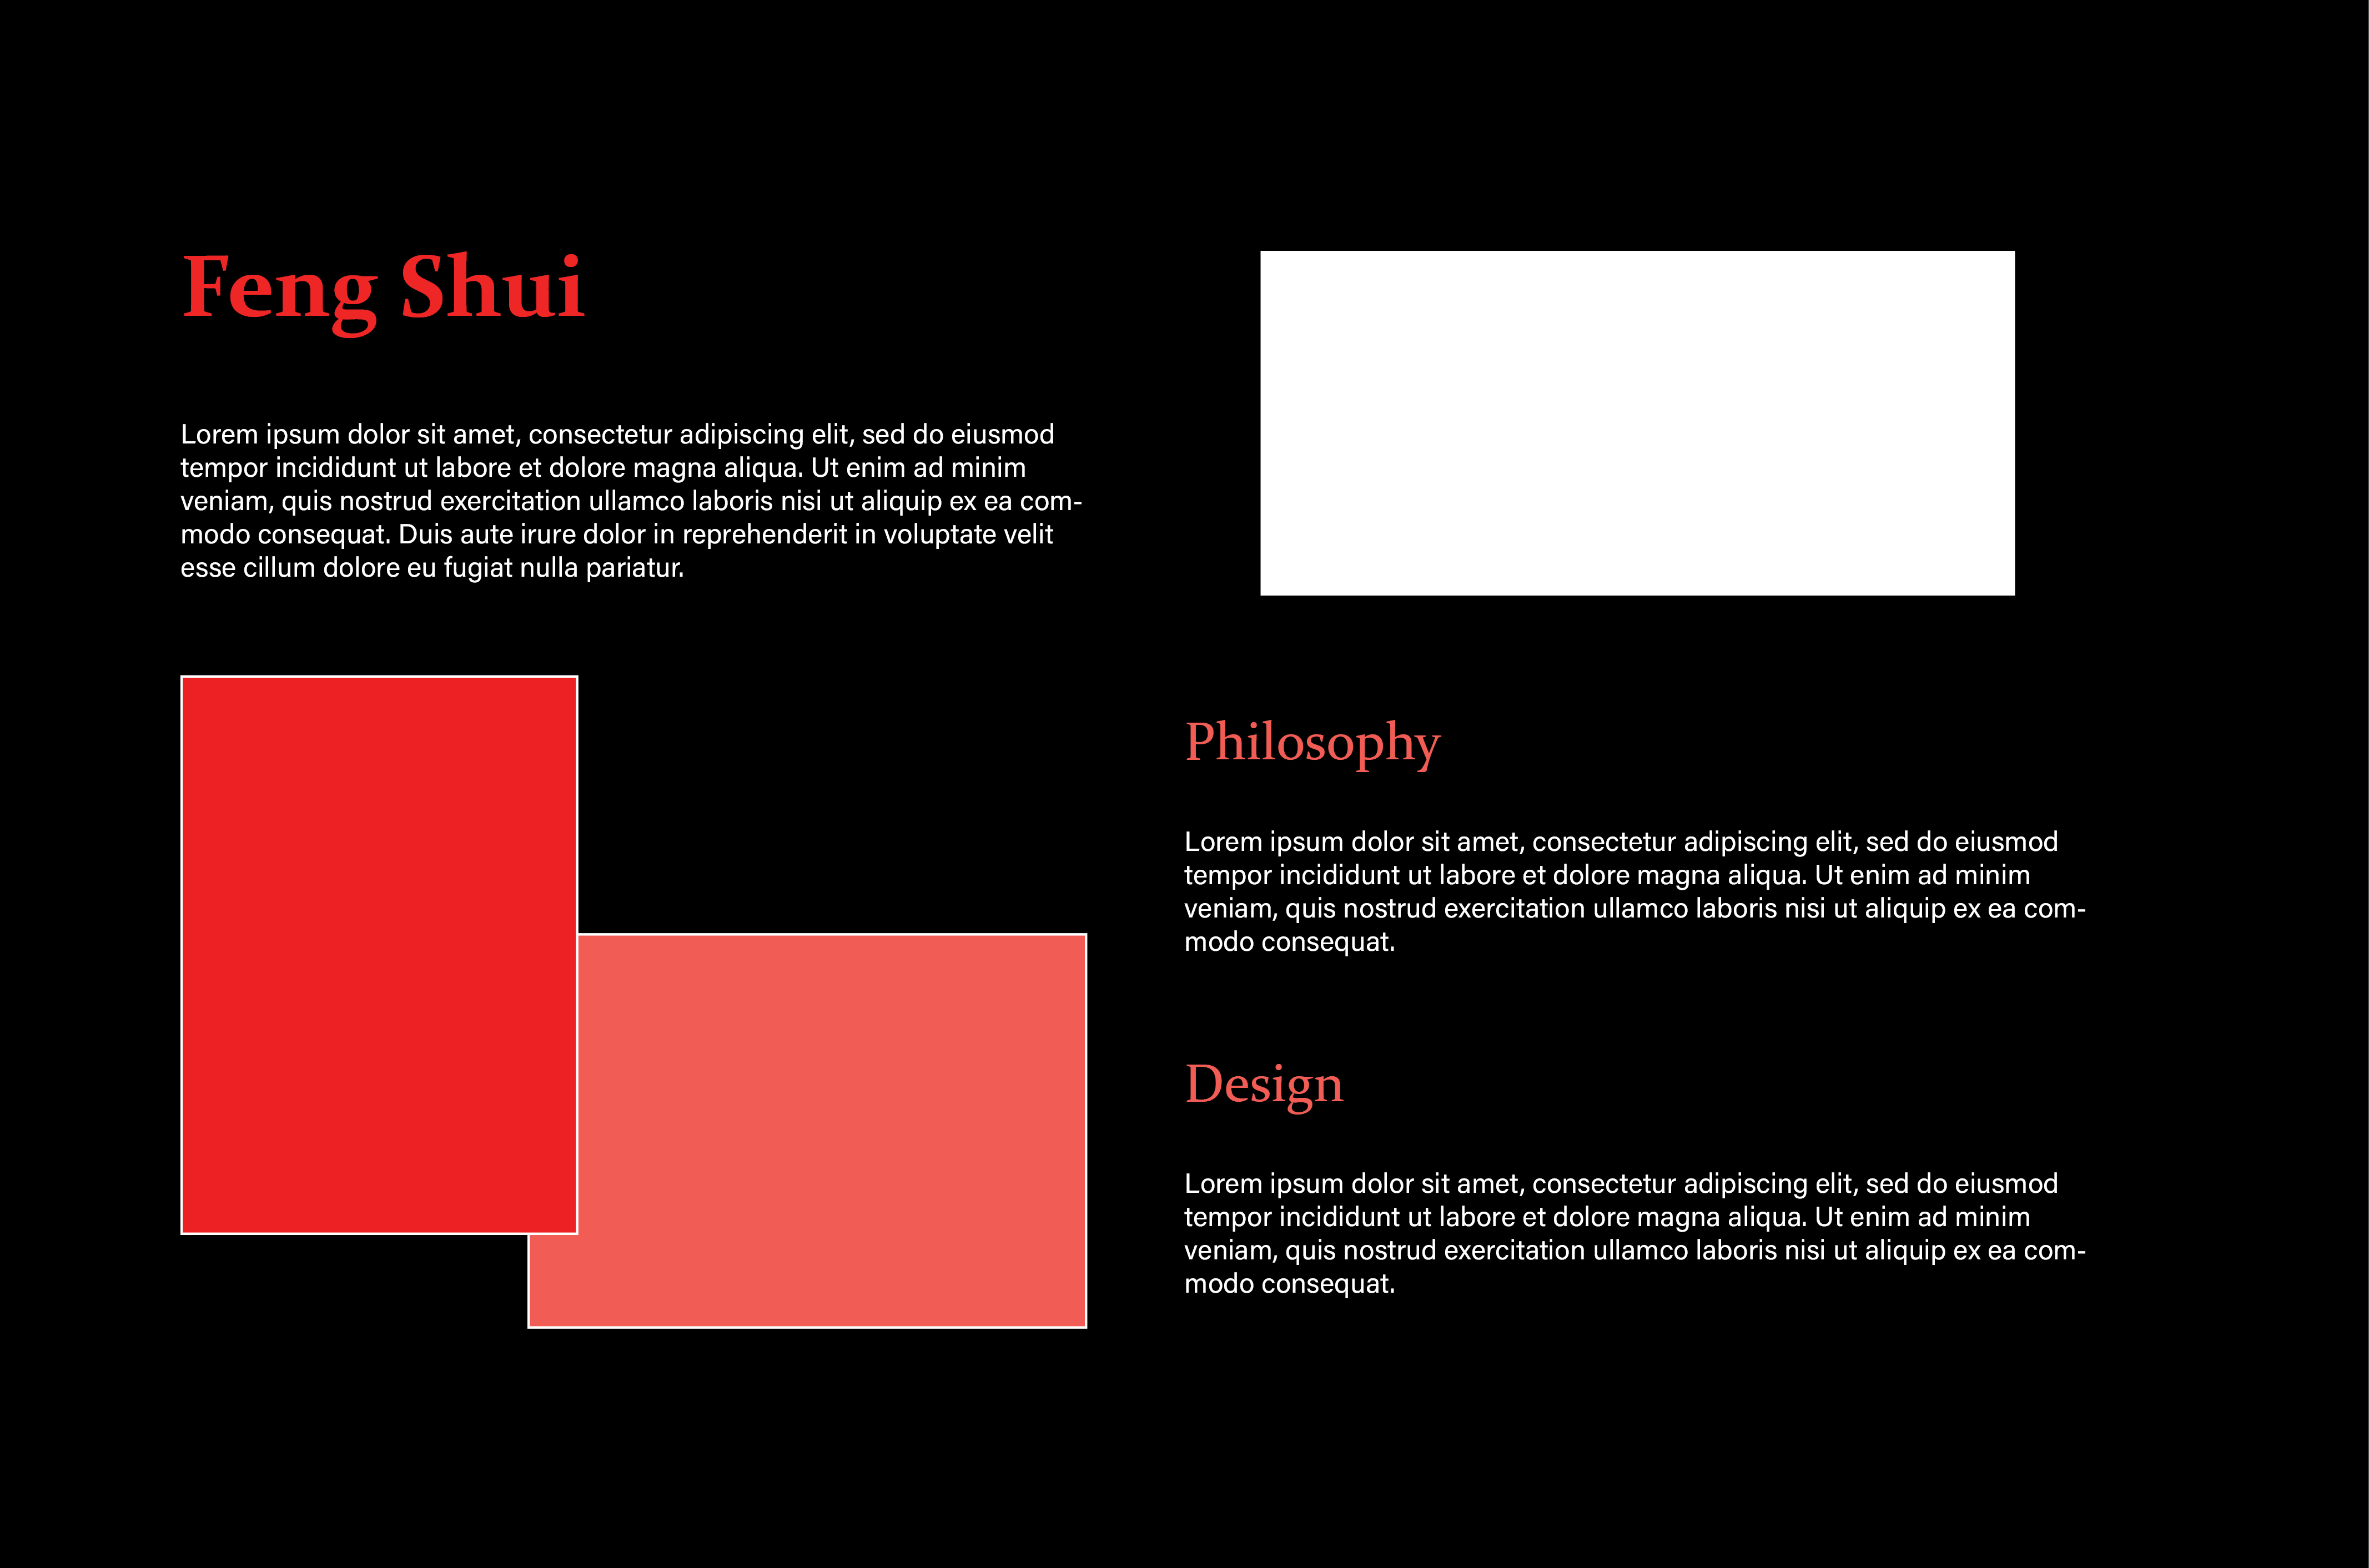 Feng Shui
Lorem ipsum dolor sit amet, consectetur adipiscing elit, sed do eiusmod
tempor incididunt ut labore et dolore magna aliqua. Ut enim ad minim
veniam, quis nostrud exercitation ullamco laboris nisi ut aliquip ex ea com-
modo consequat. Duis aute irure dolor in reprehenderit in voluptate velit
esse cillum dolore eu fugiat nulla pariatur.
Philosophy
Lorem ipsum dolor sit amet, consectetur adipiscing elit, sed do eiusmod
tempor incididunt ut labore et dolore magna aliqua. Ut enim ad minim
veniam, quis nostrud exercitation ullamco laboris nisi ut aliquip ex ea com-
modo consequat.
Design
Lorem ipsum dolor sit amet, consectetur adipiscing elit, sed do eiusmod
tempor incididunt ut labore et dolore magna aliqua. Ut enim ad minim
veniam, quis nostrud exercitation ullamco laboris nisi ut aliquip ex ea com-
modo consequat.